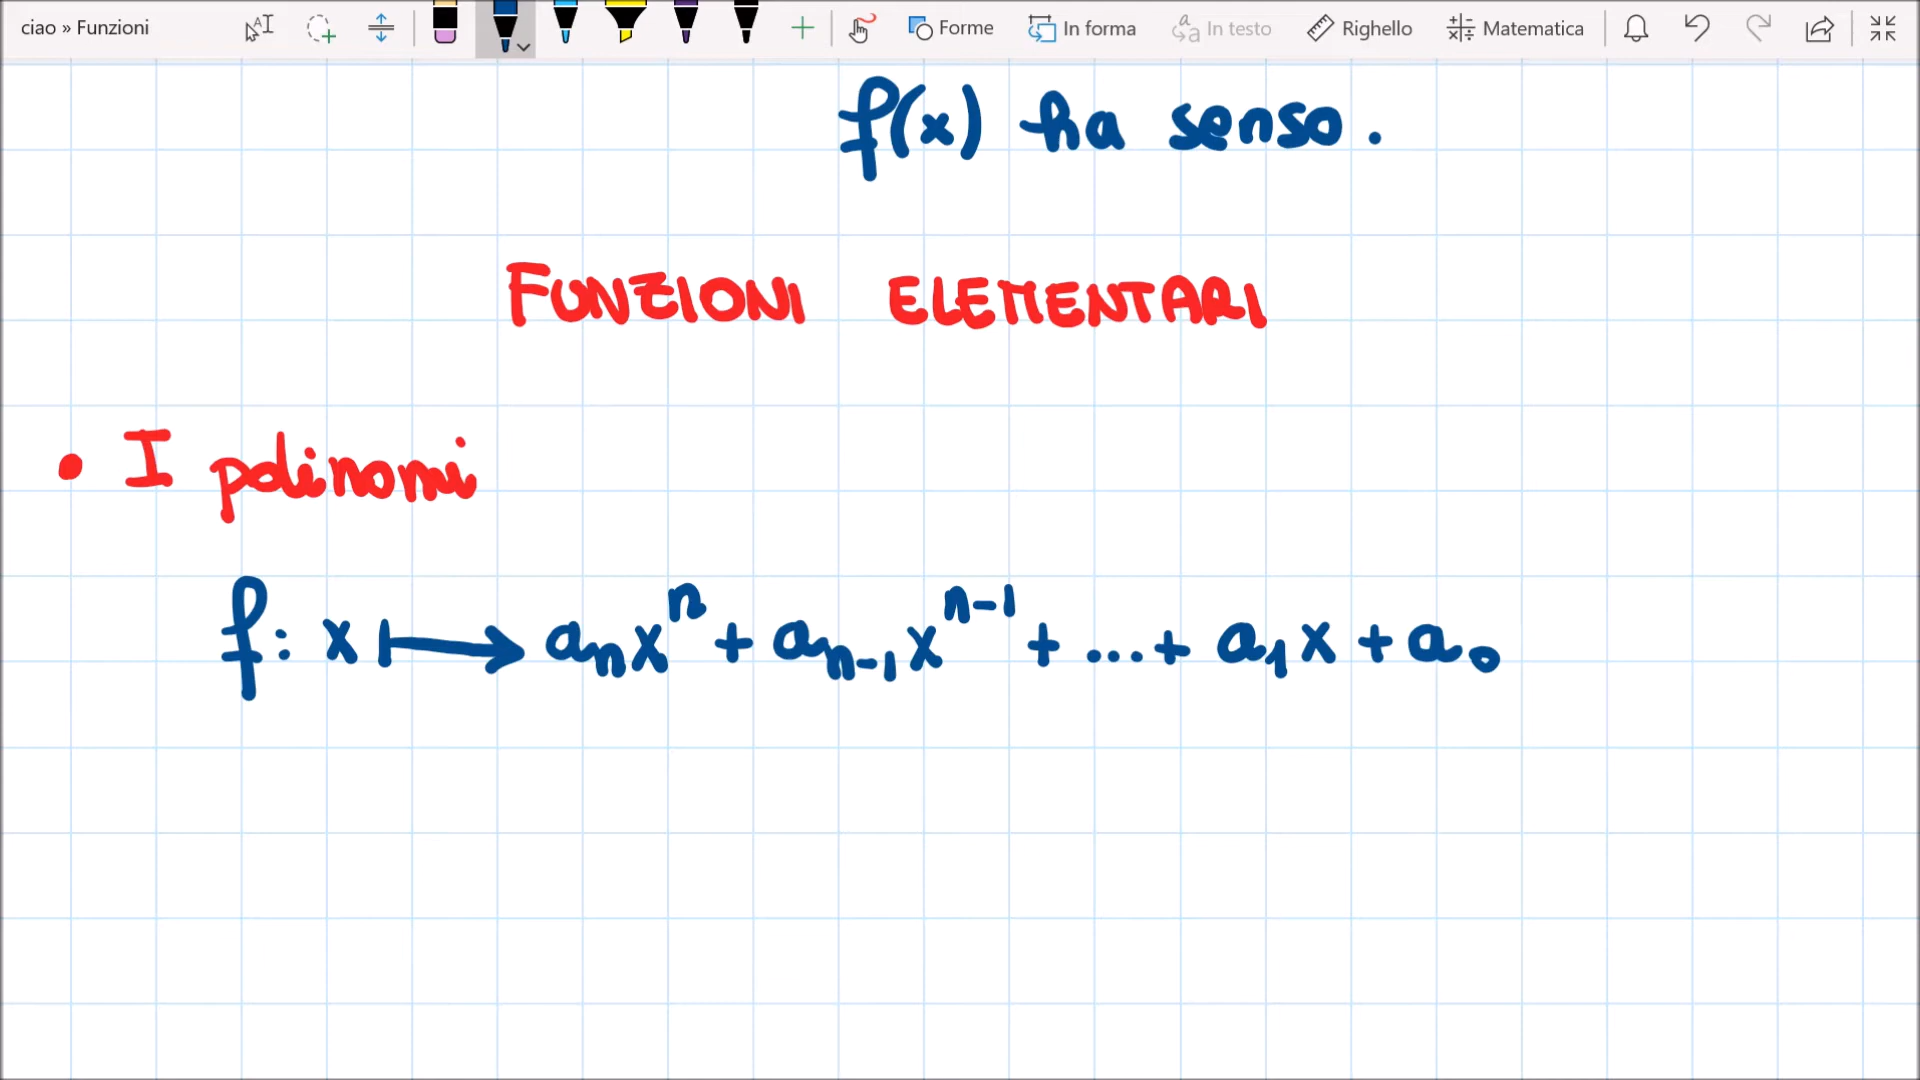 ciao » Funzioni Forme In forma In testo Righello Matematica
f(x) ha senso.
FUNZIONI ELEMENTARI
• I polinomi
f: x ⟼ aₙxⁿ + aₙ₋₁xⁿ⁻¹ + ... + a₁x + a₀